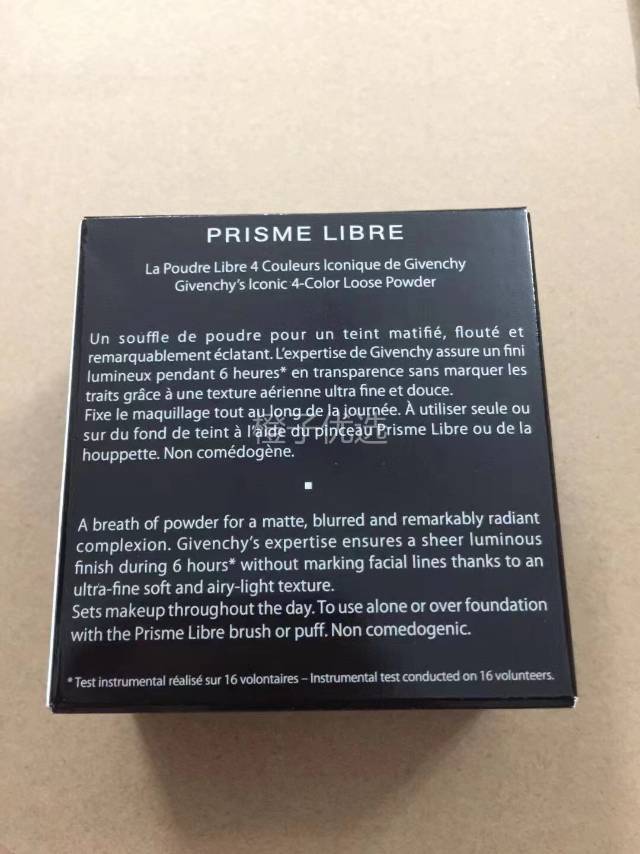 PRISME LIBRE
La Poudre Libre 4 Couleurs Iconique de Givenchy
Givenchy's Iconic 4-Color Loose Powder
Un souffle de poudre pour un teint matifié, flouté et
remarquablement éclatant. L'expertise de Givenchy assure un fini
lumineux pendant 6 heures* en transparence sans marquer les
traits grâce à une texture aérienne ultra fine et douce.
Fixe le maquillage tout au long de la journée. À utiliser seule ou
sur du fond de teint à l'aide du pinceau Prisme Libre ou de la
houppette. Non comédogène.
橙子优选
A breath of powder for a matte, blurred and remarkably radiant
complexion. Givenchy's expertise ensures a sheer luminous
finish during 6 hours* without marking facial lines thanks to an
ultra-fine soft and airy-light texture.
Sets makeup throughout the day. To use alone or over foundation
with the Prisme Libre brush or puff. Non comedogenic.
* Test instrumental réalisé sur 16 volontaires – Instrumental test conducted on 16 volunteers.